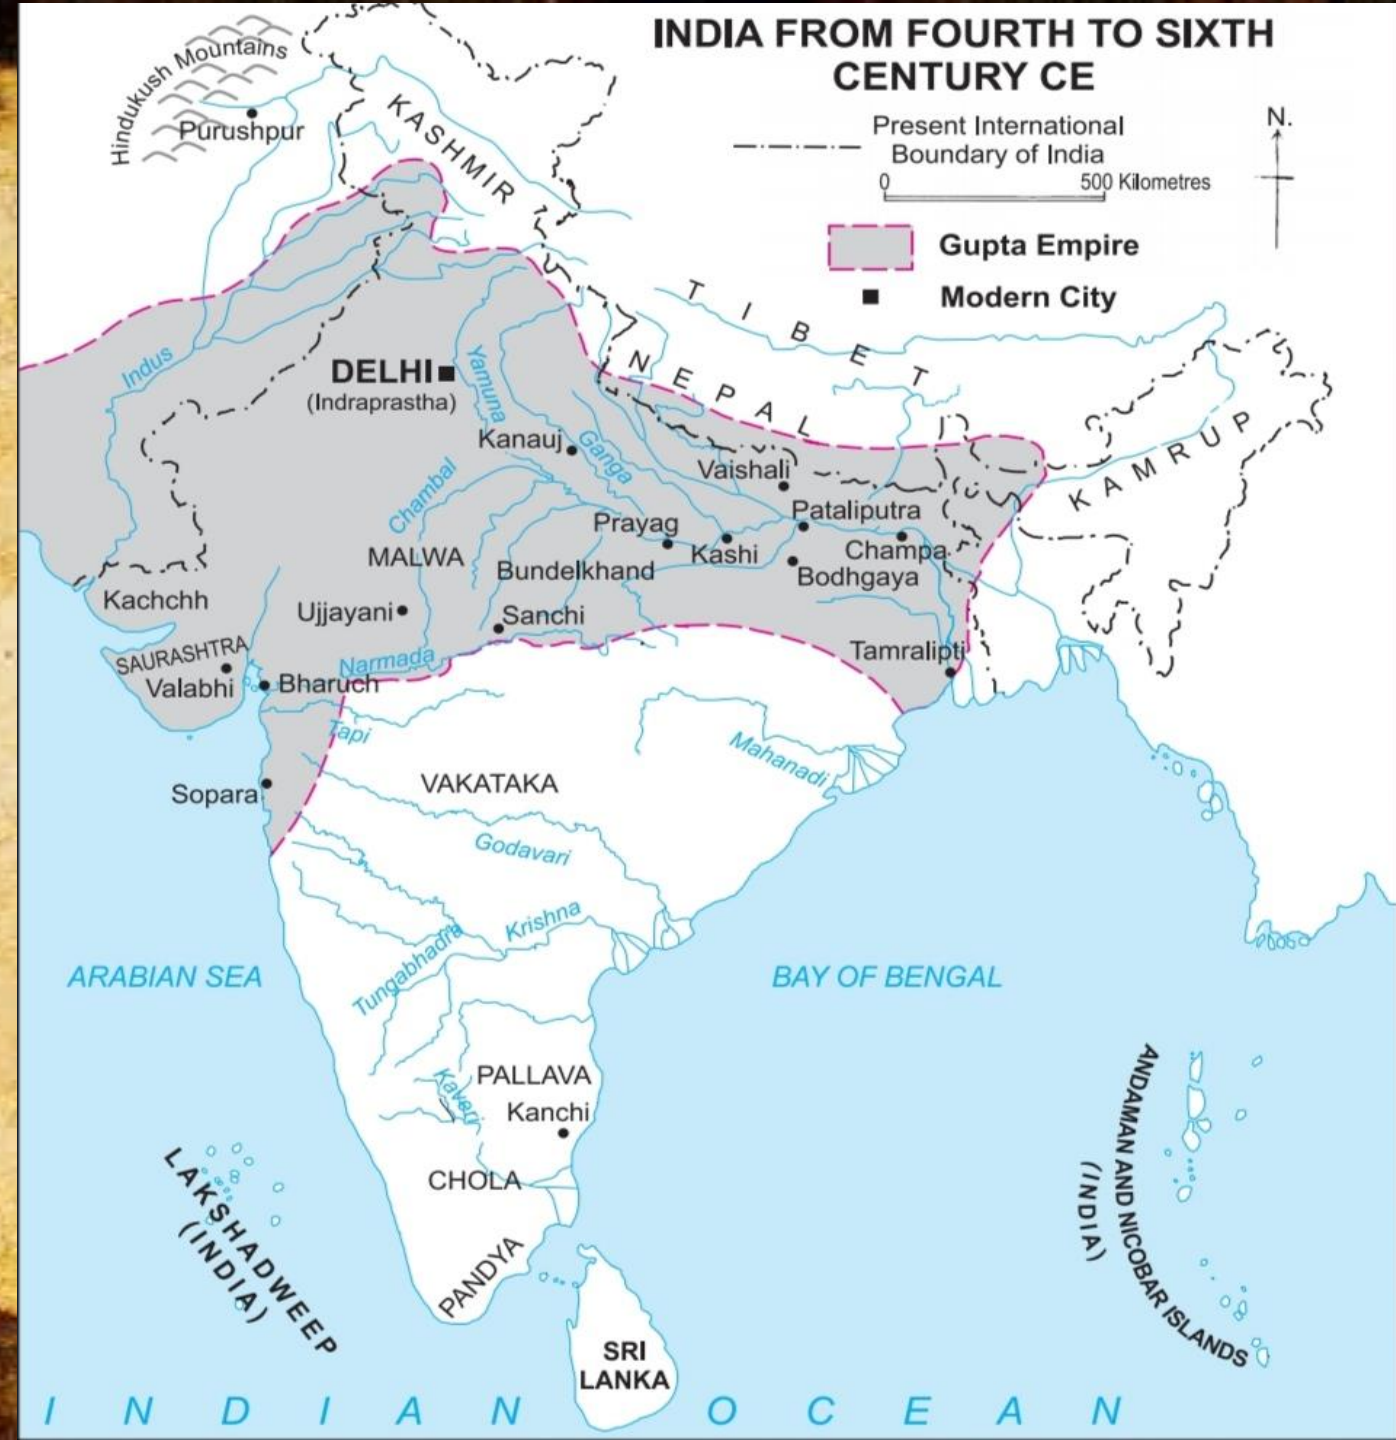 INDIA FROM FOURTH TO SIXTH
CENTURY CE
Present International
Boundary of India
0 500 Kilometres
N.
Gupta Empire
Modern City
Hindukush Mountains
Purushpur
KASHMIR
TIBET
NEPAL
KAMRUP
Indus
DELHI
(Indraprastha)
Yamuna
Kanauj
Ganga
Chambal
Vaishali
Pataliputra
Prayag
Kashi
Champa
MALWA
Bundelkhand
Bodhgaya
Kachchh
Ujjayani
Sanchi
SAURASHTRA
Valabhi
Narmada
Tamralipti
Bharuch
Tapi
Mahanadi
Sopara
VAKATAKA
Godavari
Krishna
Tungabhadra
ARABIAN SEA
BAY OF BENGAL
PALLAVA
Kaveri
Kanchi
CHOLA
PANDYA
LAKSHADWEEP
(INDIA)
ANDAMAN AND NICOBAR ISLANDS
(INDIA)
SRI
LANKA
INDIAN OCEAN